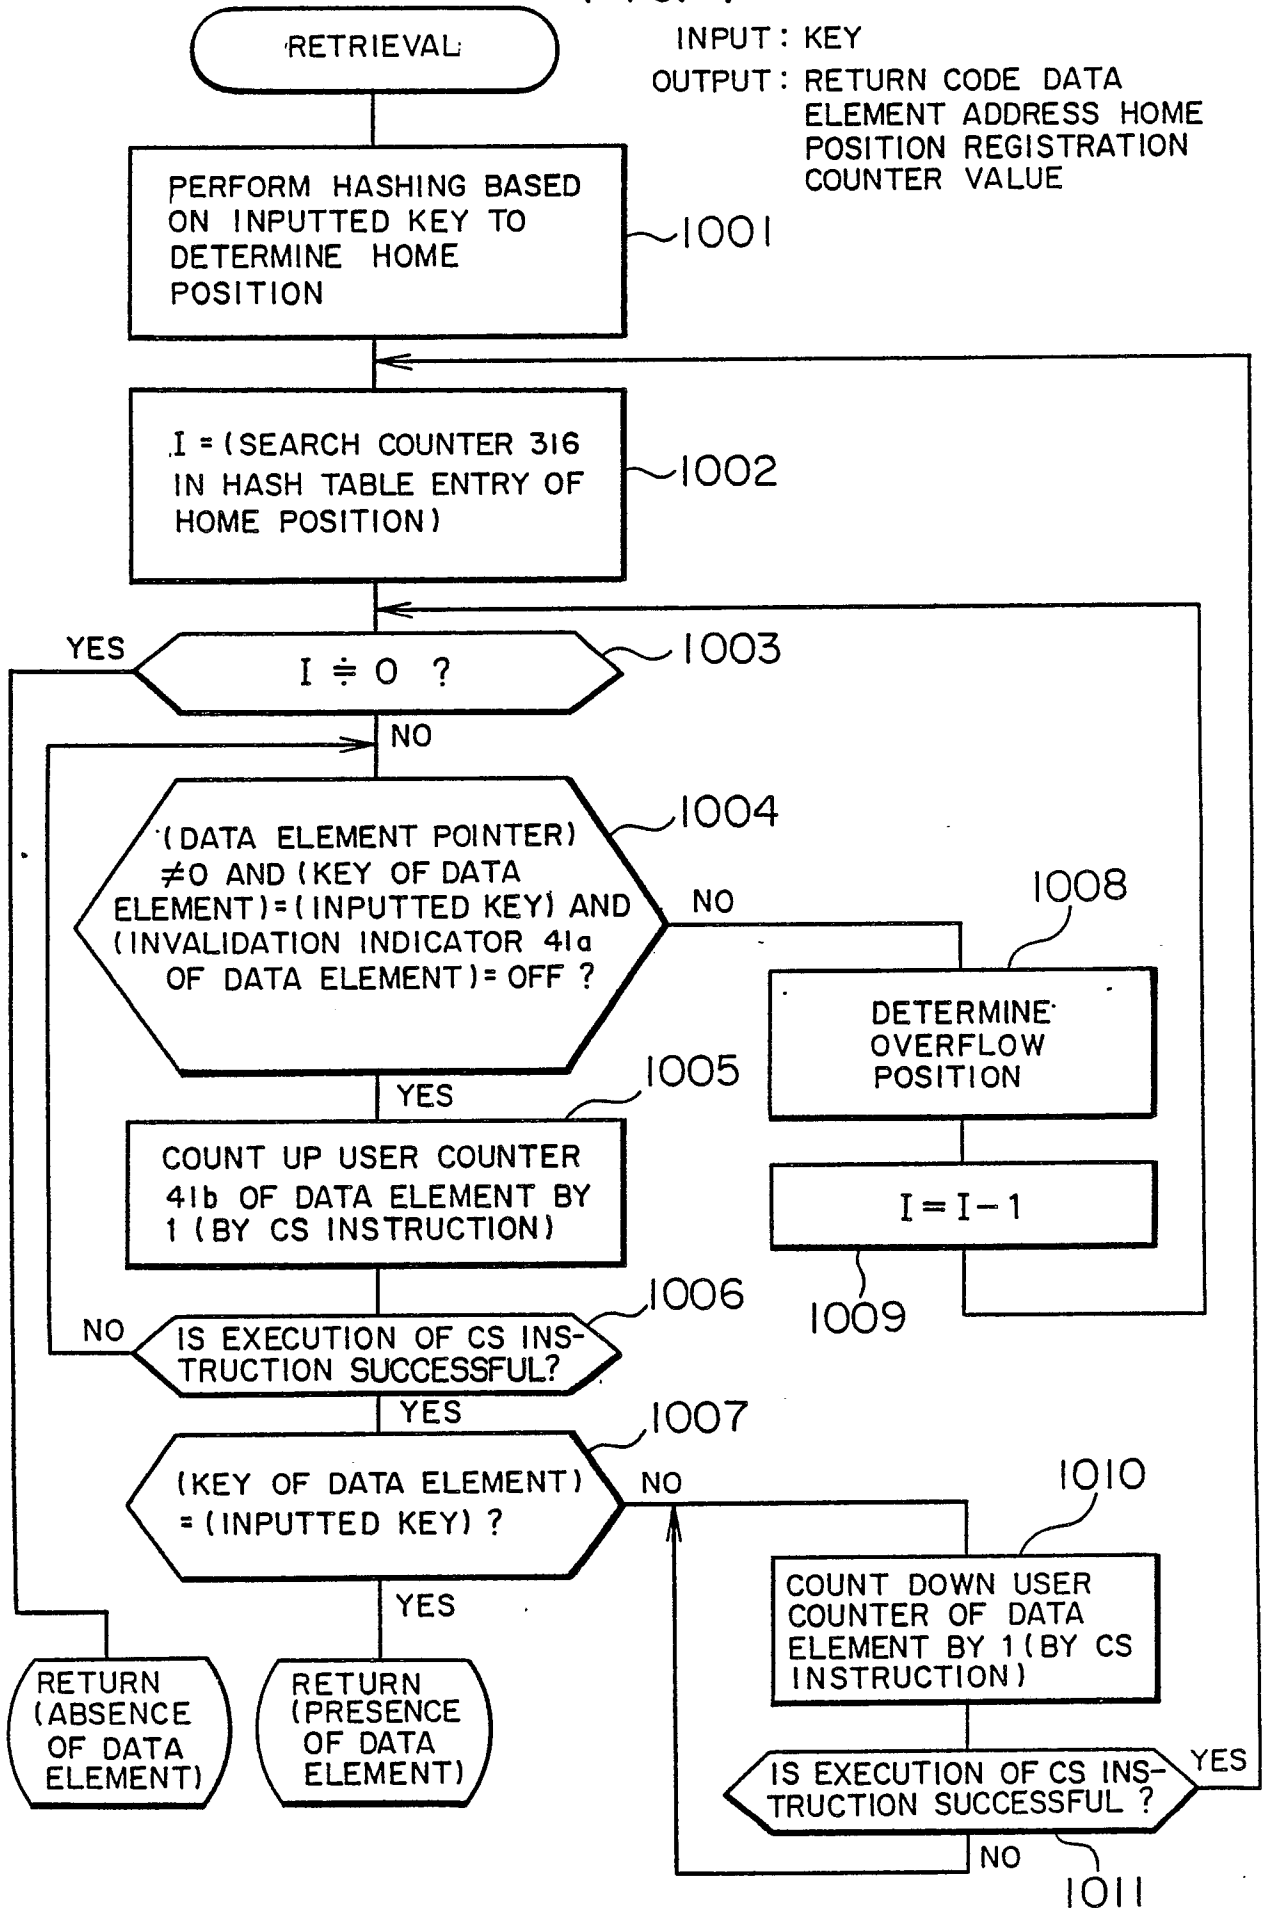 RETRIEVAL
INPUT: KEY
OUTPUT: RETURN CODE DATA
ELEMENT ADDRESS HOME
POSITION REGISTRATION
COUNTER VALUE
PERFORM HASHING BASED
ON INPUTTED KEY TO
DETERMINE HOME
POSITION
1001
I = (SEARCH COUNTER 316
IN HASH TABLE ENTRY OF
HOME POSITION)
1002
YES
I ≑ 0 ?
1003
NO
(DATA ELEMENT POINTER)
≠0 AND (KEY OF DATA
ELEMENT)=(INPUTTED KEY) AND
(INVALIDATION INDICATOR 41a
OF DATA ELEMENT)=OFF ?
1004
NO
1008
DETERMINE
OVERFLOW
POSITION
YES
1005
COUNT UP USER COUNTER
41b OF DATA ELEMENT BY
1 (BY CS INSTRUCTION)
I = I-1
1009
1006
NO
IS EXECUTION OF CS INS-
TRUCTION SUCCESSFUL?
YES
1007
(KEY OF DATA ELEMENT)
=(INPUTTED KEY) ?
NO
1010
COUNT DOWN USER
COUNTER OF DATA
ELEMENT BY 1 (BY CS
INSTRUCTION)
YES
RETURN
(ABSENCE
OF DATA
ELEMENT)
RETURN
(PRESENCE
OF DATA
ELEMENT)
IS EXECUTION OF CS INS-
TRUCTION SUCCESSFUL ?
YES
NO
1011